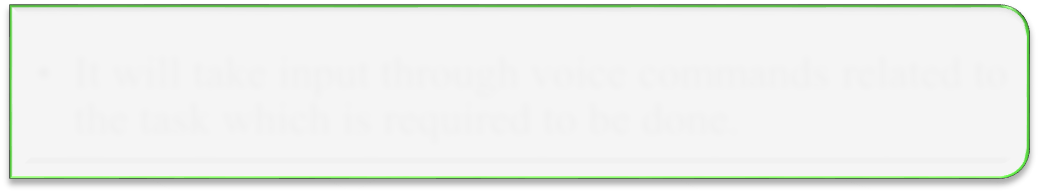 • It will take input through voice commands related to
the task which is required to be done.